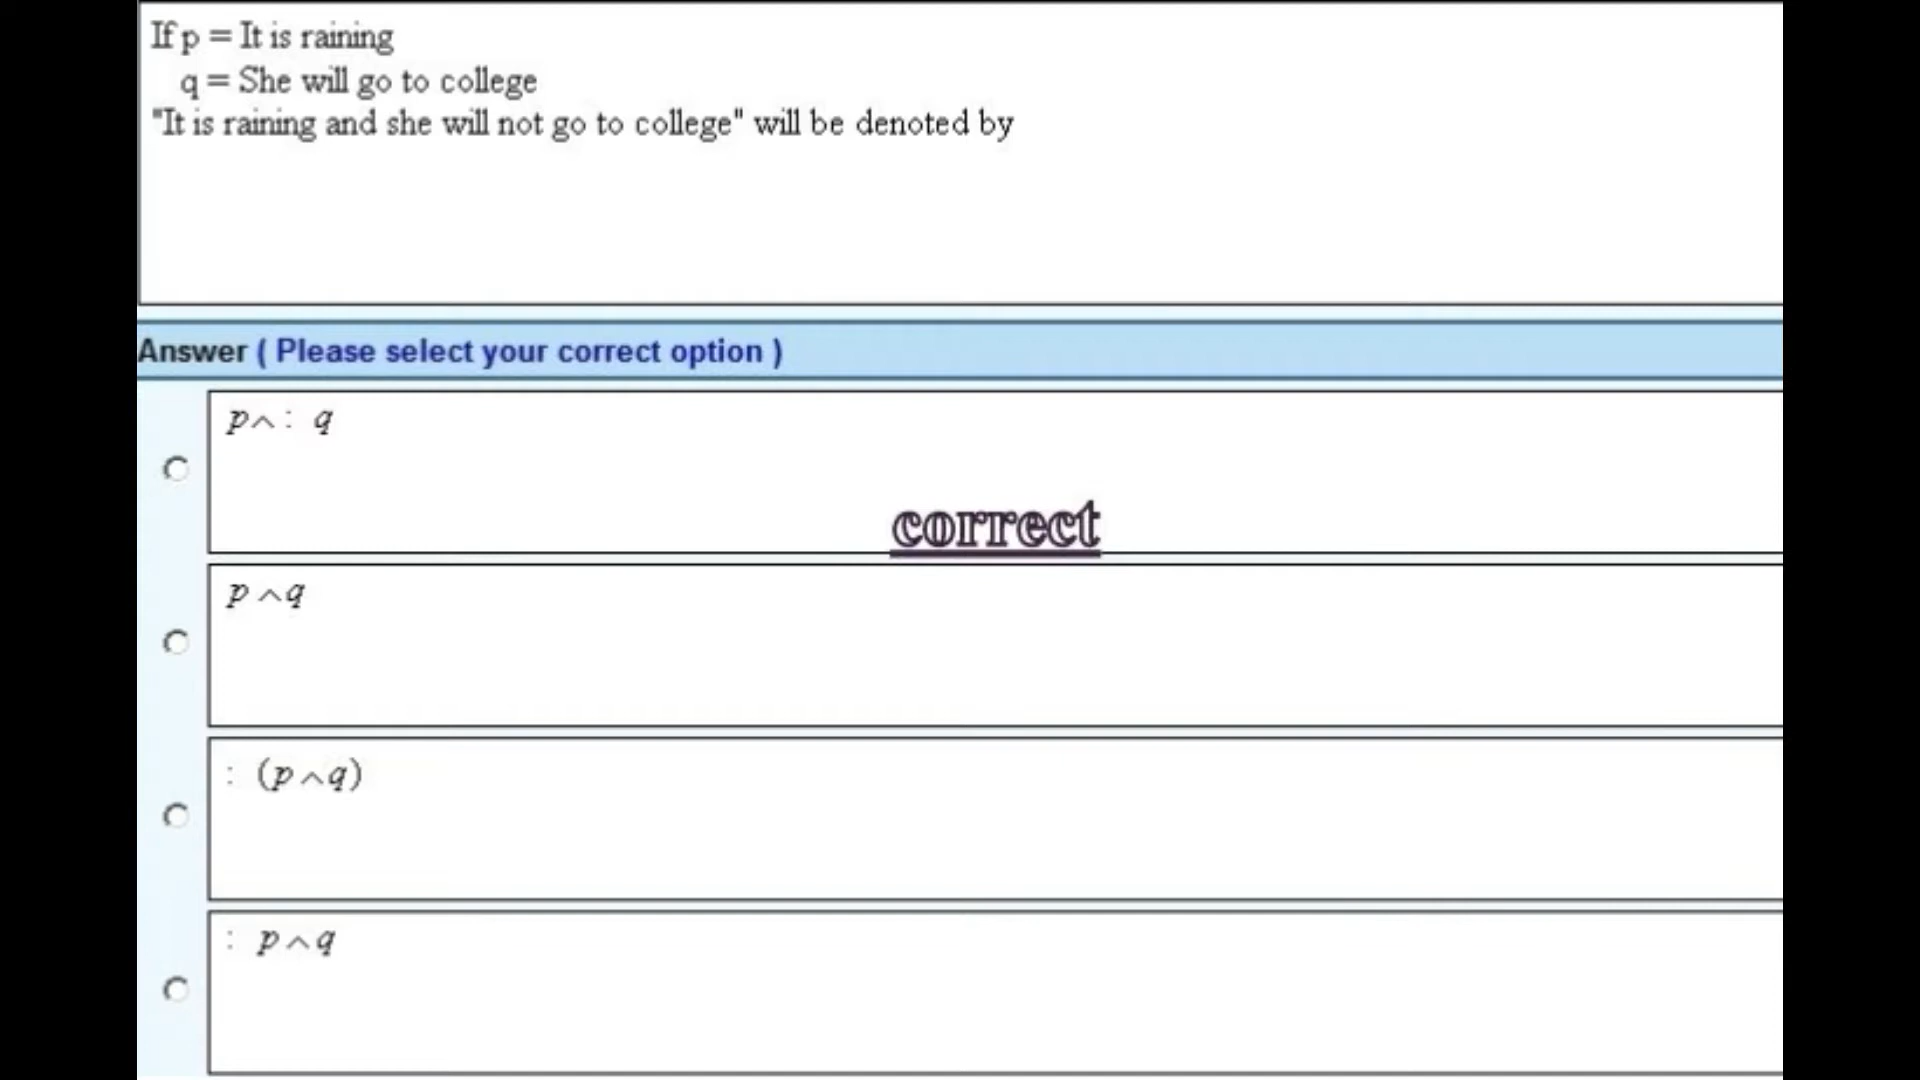 If p = It is raining
q = She will go to college
"It is raining and she will not go to college" will be denoted by
Answer ( Please select your correct option )
p∧: q
correct
p ∧q
: (p ∧q)
: p ∧q